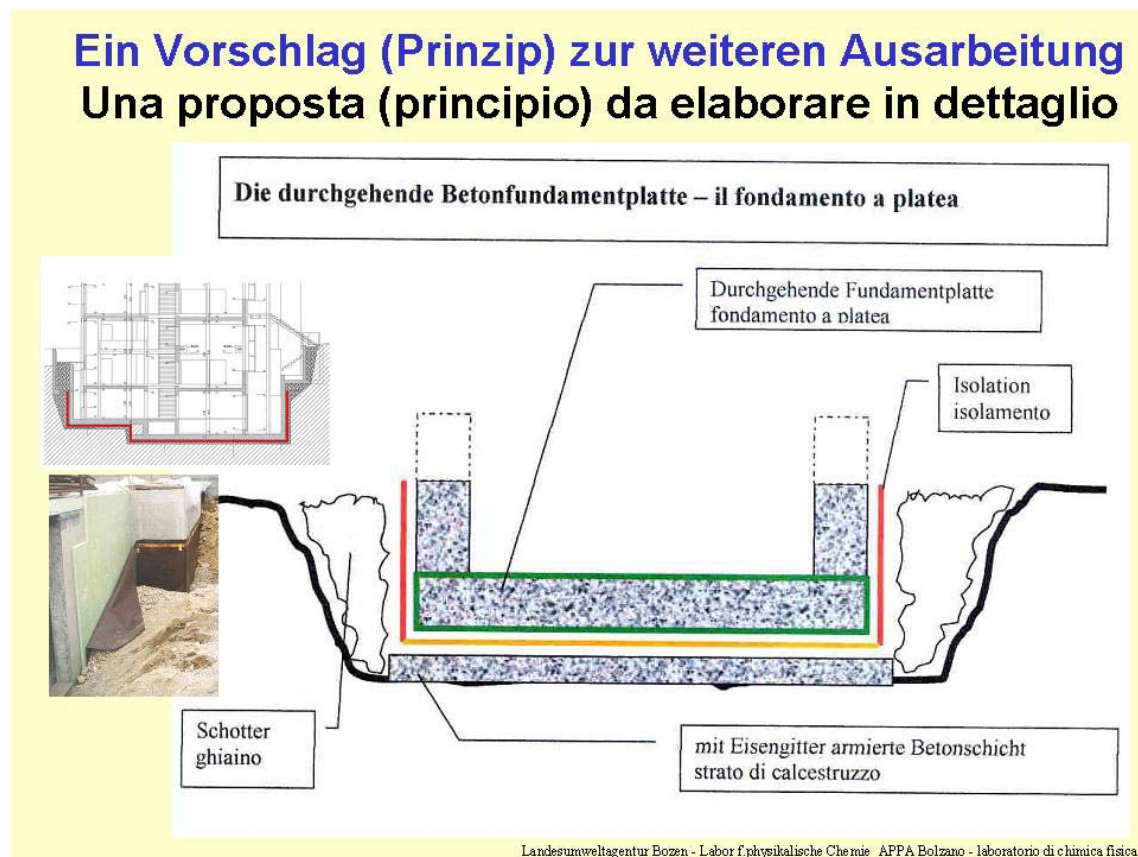 Ein Vorschlag (Prinzip) zur weiteren Ausarbeitung
Una proposta (principio) da elaborare in dettaglio
Die durchgehende Betonfundamentplatte – il fondamento a platea
Durchgehende Fundamentplatte
fondamento a platea
Isolation
isolamento
Schotter
ghiaino
mit Eisengitter armierte Betonschicht
strato di calcestruzzo
Landesumweltagentur Bozen - Labor f.physikalische Chemie APPA Bolzano - laboratorio di chimica fisica